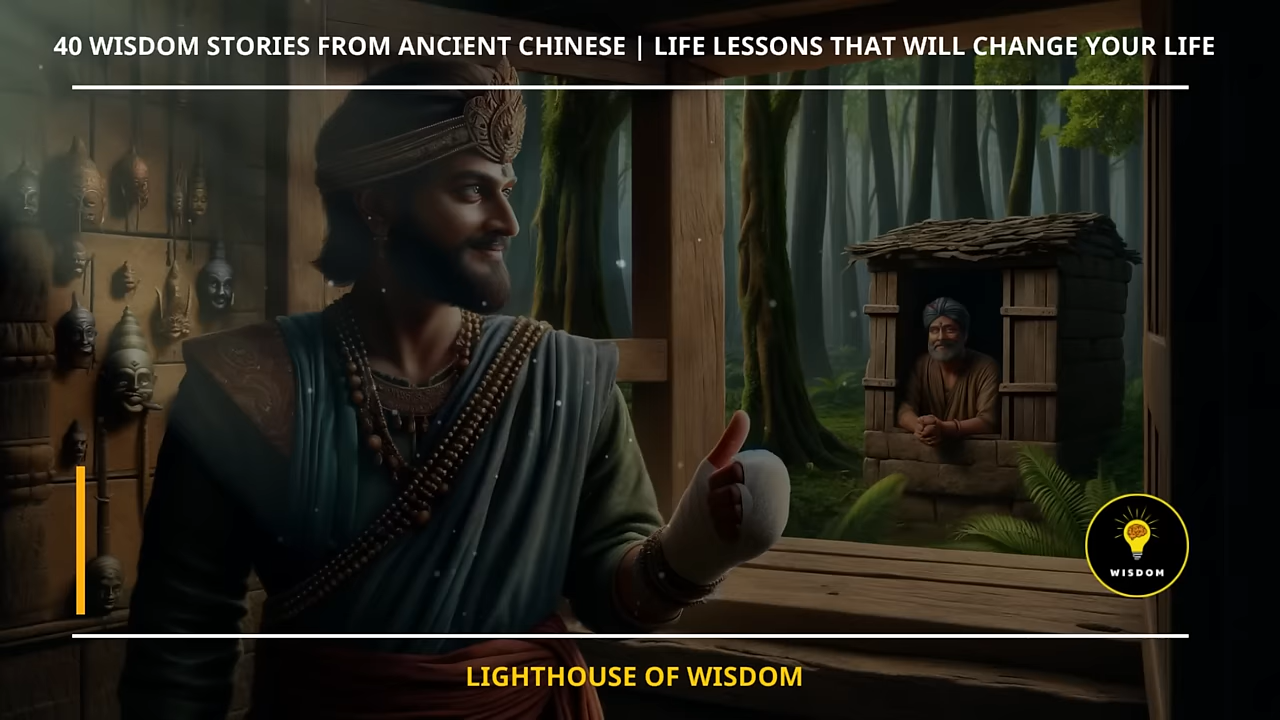 40 WISDOM STORIES FROM ANCIENT CHINESE | LIFE LESSONS THAT WILL CHANGE YOUR LIFE
WISDOM
LIGHTHOUSE OF WISDOM